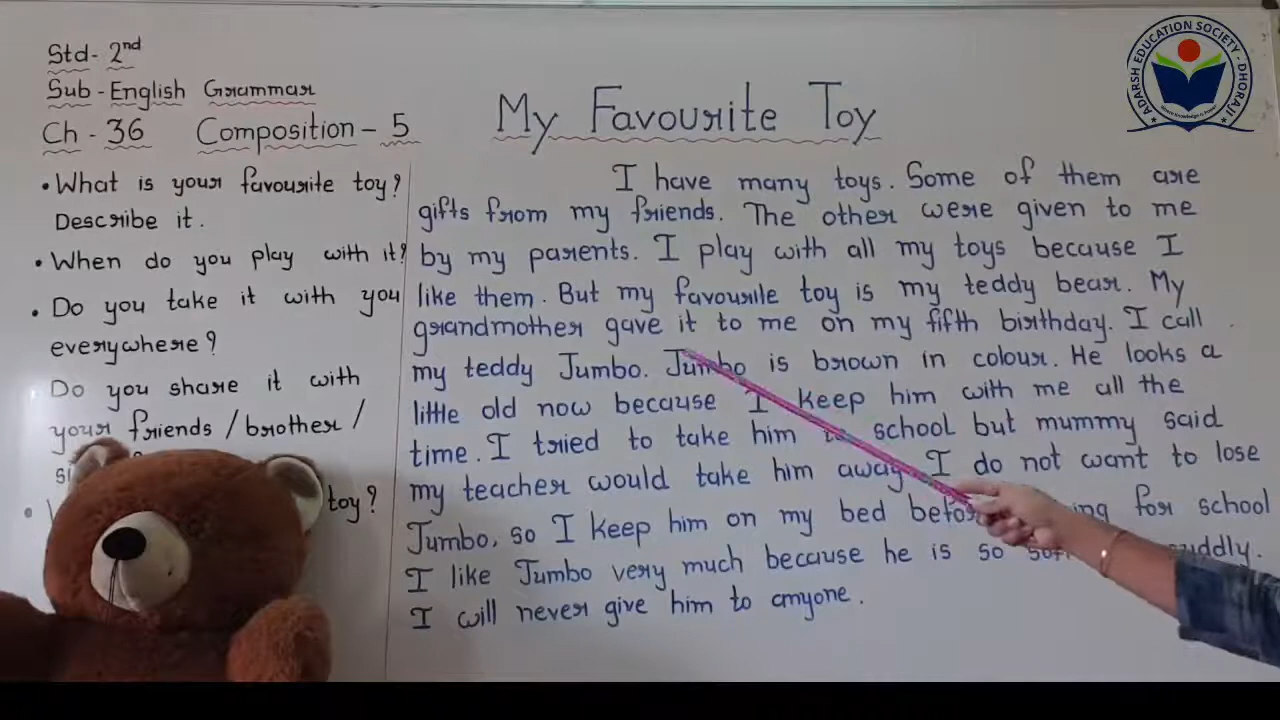 Std- 2nd
Sub - English Grammar
Ch - 36 Composition - 5
• What is your favourite toy?
Describe it.
• When do you play with it?
• Do you take it with you
everywhere?
Do you share it with
your friends / brother /
toy?
My Favourite Toy
I have many toys. Some of them are
gifts from my friends. The other were given to me
by my parents. I play with all my toys because I
like them. But my favourite toy is my teddy bear. My
grandmother gave it to me on my fifth birthday. I call
my teddy Jumbo. Jumbo is brown in colour. He looks a
little old now because I keep him with me all the
time. I tried to take him to school but mummy said
my teacher would take him away. I do not want to lose
Jumbo, so I keep him on my bed for school
I like Jumbo very much because he is so
I will never give him to anyone.
ADARSH EDUCATION SOCIETY - DHORAJI